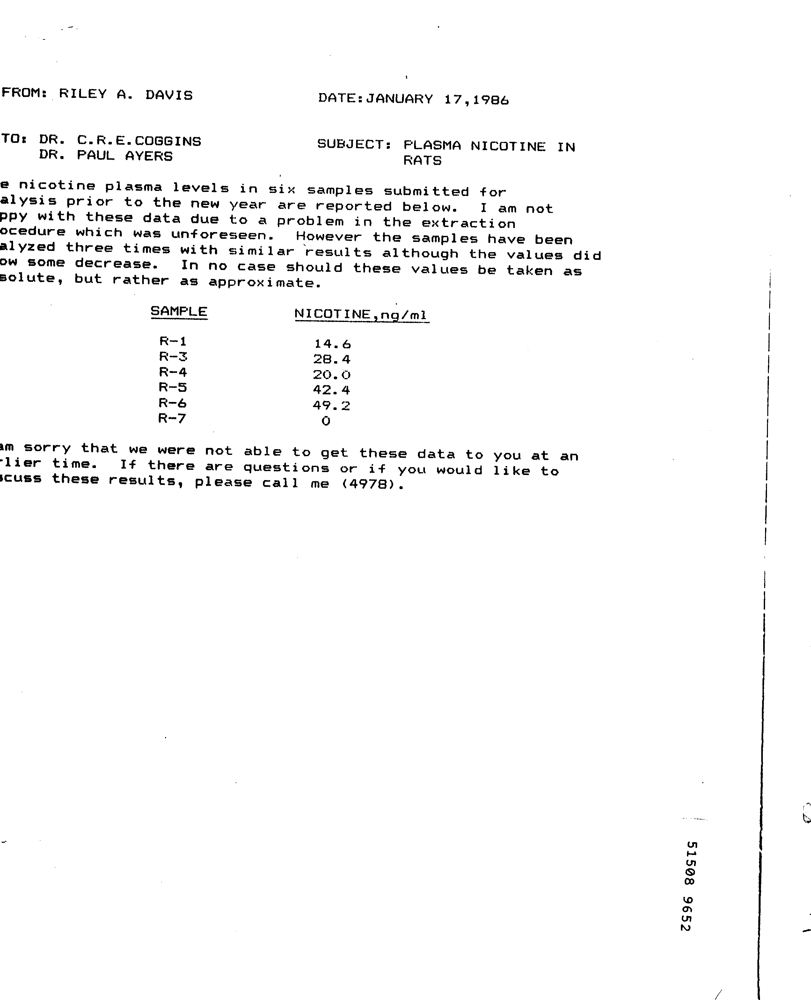 FROM: RILEY A. DAVIS DATE:JANUARY 17,1986
TO: DR. C.R.E.COGGINS SUBJECT: PLASMA NICOTINE IN
DR. PAUL AYERS RATS
e nicotine plasma levels in six samples submitted for
alysis prior to the new year are reported below. I am not
ppy with these data due to a problem in the extraction
ocedure which was unforeseen. However the samples have been
alyzed three times with similar results although the values did
ow some decrease. In no case should these values be taken as
solute, but rather as approximate.
SAMPLE NICOTINE,ng/ml
R-1 14.6
R-3 28.4
R-4 20.0
R-5 42.4
R-6 49.2
R-7 0
am sorry that we were not able to get these data to you at an
rlier time. If there are questions or if you would like to
scuss these results, please call me (4978).
51508 9652